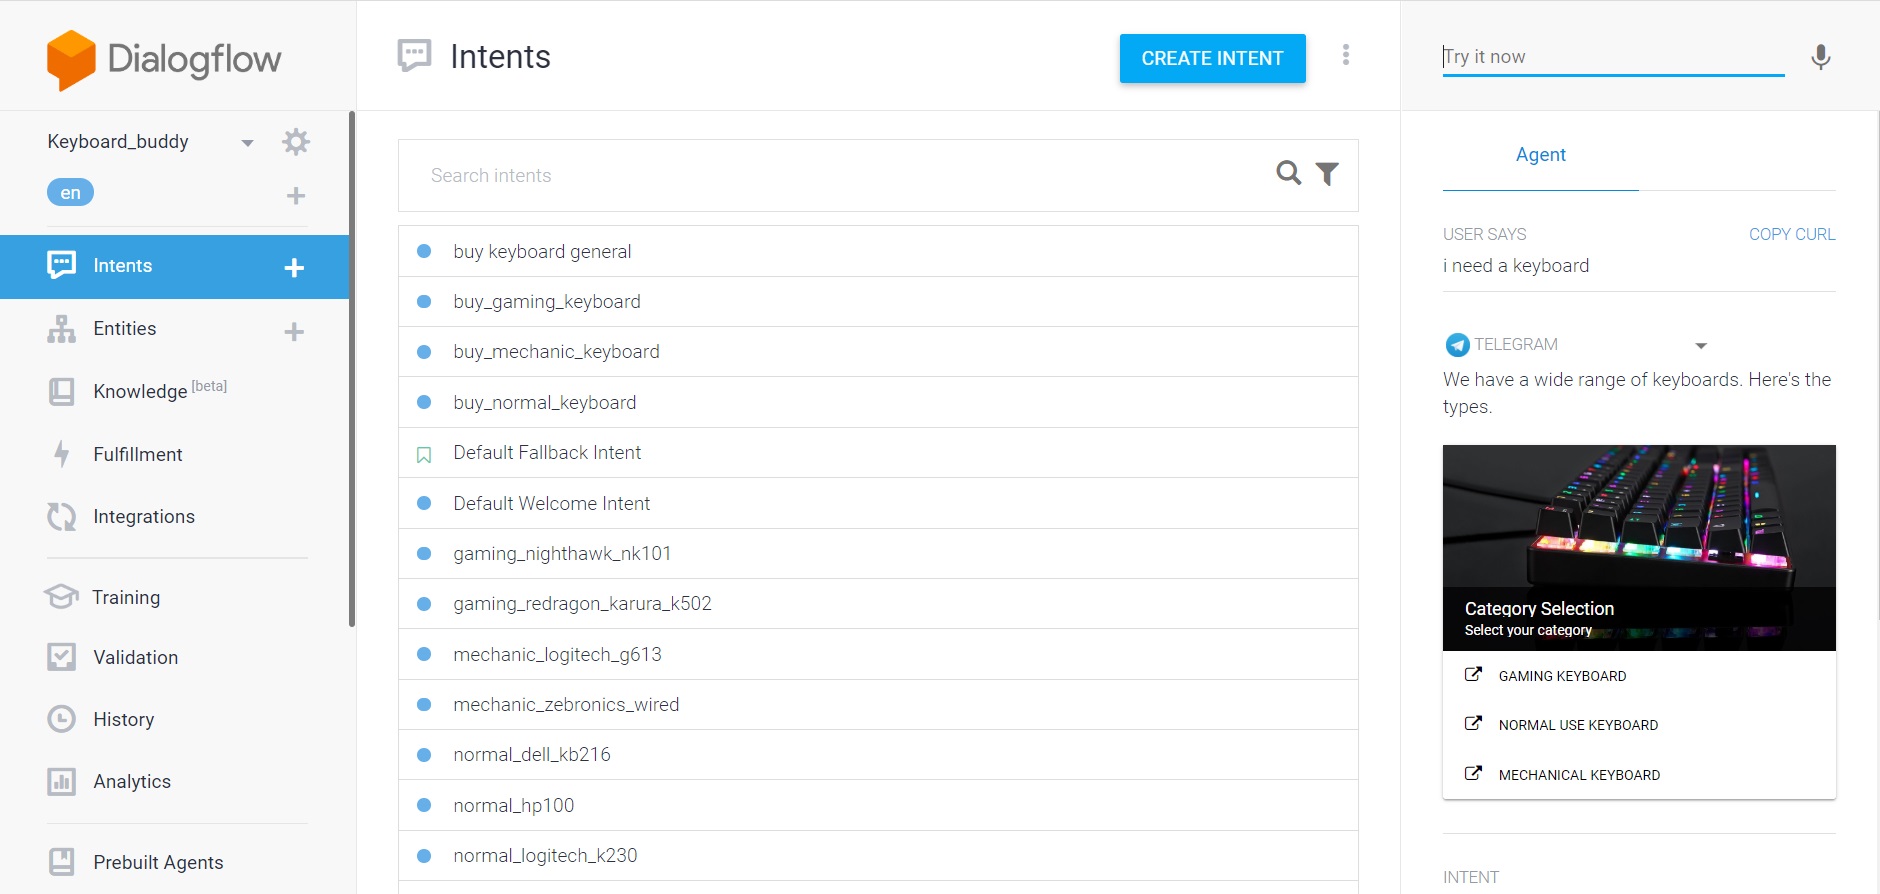 Dialogflow
Keyboard_buddy
en
Intents
Entities
Knowledge [beta]
Fulfillment
Integrations
Training
Validation
History
Analytics
Prebuilt Agents
Intents
CREATE INTENT
Search intents
buy keyboard general
buy_gaming_keyboard
buy_mechanic_keyboard
buy_normal_keyboard
Default Fallback Intent
Default Welcome Intent
gaming_nighthawk_nk101
gaming_redragon_karura_k502
mechanic_logitech_g613
mechanic_zebronics_wired
normal_dell_kb216
normal_hp100
normal_logitech_k230
Try it now
Agent
USER SAYS COPY CURL
i need a keyboard
TELEGRAM
We have a wide range of keyboards. Here's the
types.
Category Selection
Select your category
GAMING KEYBOARD
NORMAL USE KEYBOARD
MECHANICAL KEYBOARD
INTENT